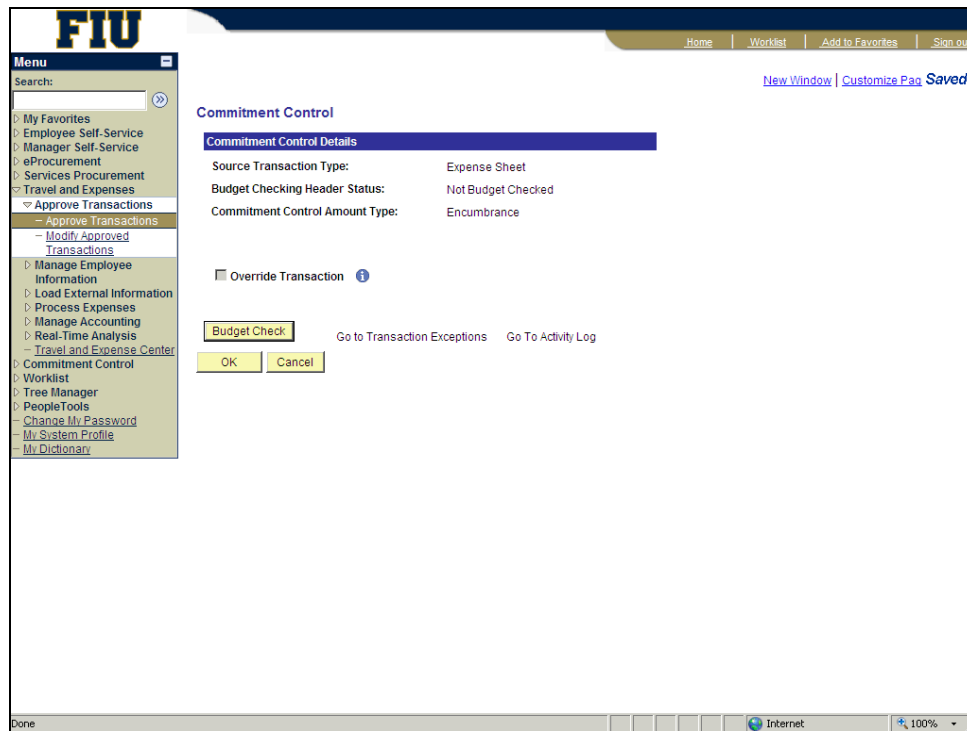 FIU
Home Worklist Add to Favorites Sign ou
Menu
New Window | Customize Pag Saved
Search:
My Favorites
Employee Self-Service
Manager Self-Service
eProcurement
Services Procurement
Travel and Expenses
Approve Transactions
– Approve Transactions
– Modify Approved
Transactions
Manage Employee
Information
Load External Information
Process Expenses
Manage Accounting
Real-Time Analysis
– Travel and Expense Center
Commitment Control
Worklist
Tree Manager
PeopleTools
– Change My Password
– My System Profile
– My Dictionary
Commitment Control
Commitment Control Details
Source Transaction Type: Expense Sheet
Budget Checking Header Status: Not Budget Checked
Commitment Control Amount Type: Encumbrance
Override Transaction
Budget Check Go to Transaction Exceptions Go To Activity Log
OK Cancel
Done Internet 100%